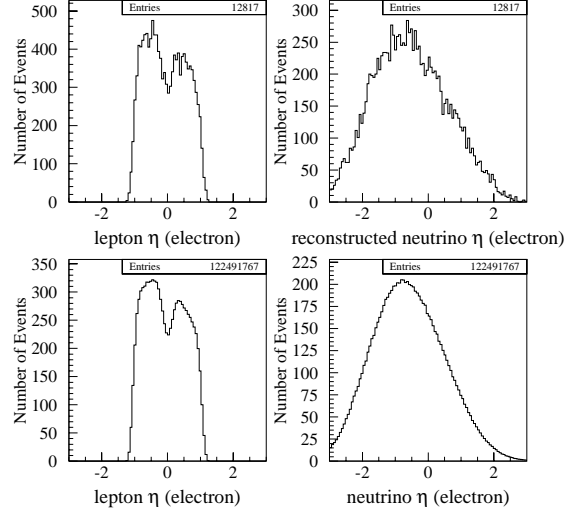 Entries 12817
Number of Events
500
400
300
200
100
0
-2 0 2
lepton η (electron)
Entries 12817
Number of Events
300
250
200
150
100
50
0
-2 0 2
reconstructed neutrino η (electron)
Entries 122491767
Number of Events
350
300
250
200
150
100
50
0
-2 0 2
lepton η (electron)
Entries 122491767
Number of Events
225
200
175
150
125
100
75
50
25
0
-2 0 2
neutrino η (electron)